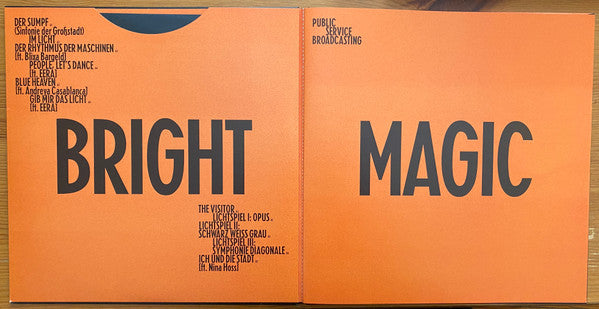 DER SUMPF
(Sinfonie der Großstadt)
IM LICHT
DER RHYTHMUS DER MASCHINEN
[ft. Blixa Bargeld]
PEOPLE, LET'S DANCE
[ft. EERA]
BLUE HEAVEN
[ft. Andreya Casablanca]
GIB MIR DAS LICHT
[ft. EERA]
BRIGHT
THE VISITOR
LICHTSPIEL I: OPUS
LICHTSPIEL II:
SCHWARZ WEISS GRAU
LICHTSPIEL III:
SYMPHONIE DIAGONALE
ICH UND DIE STADT
[ft. Nina Hoss]
PUBLIC
SERVICE
BROADCASTING
MAGIC